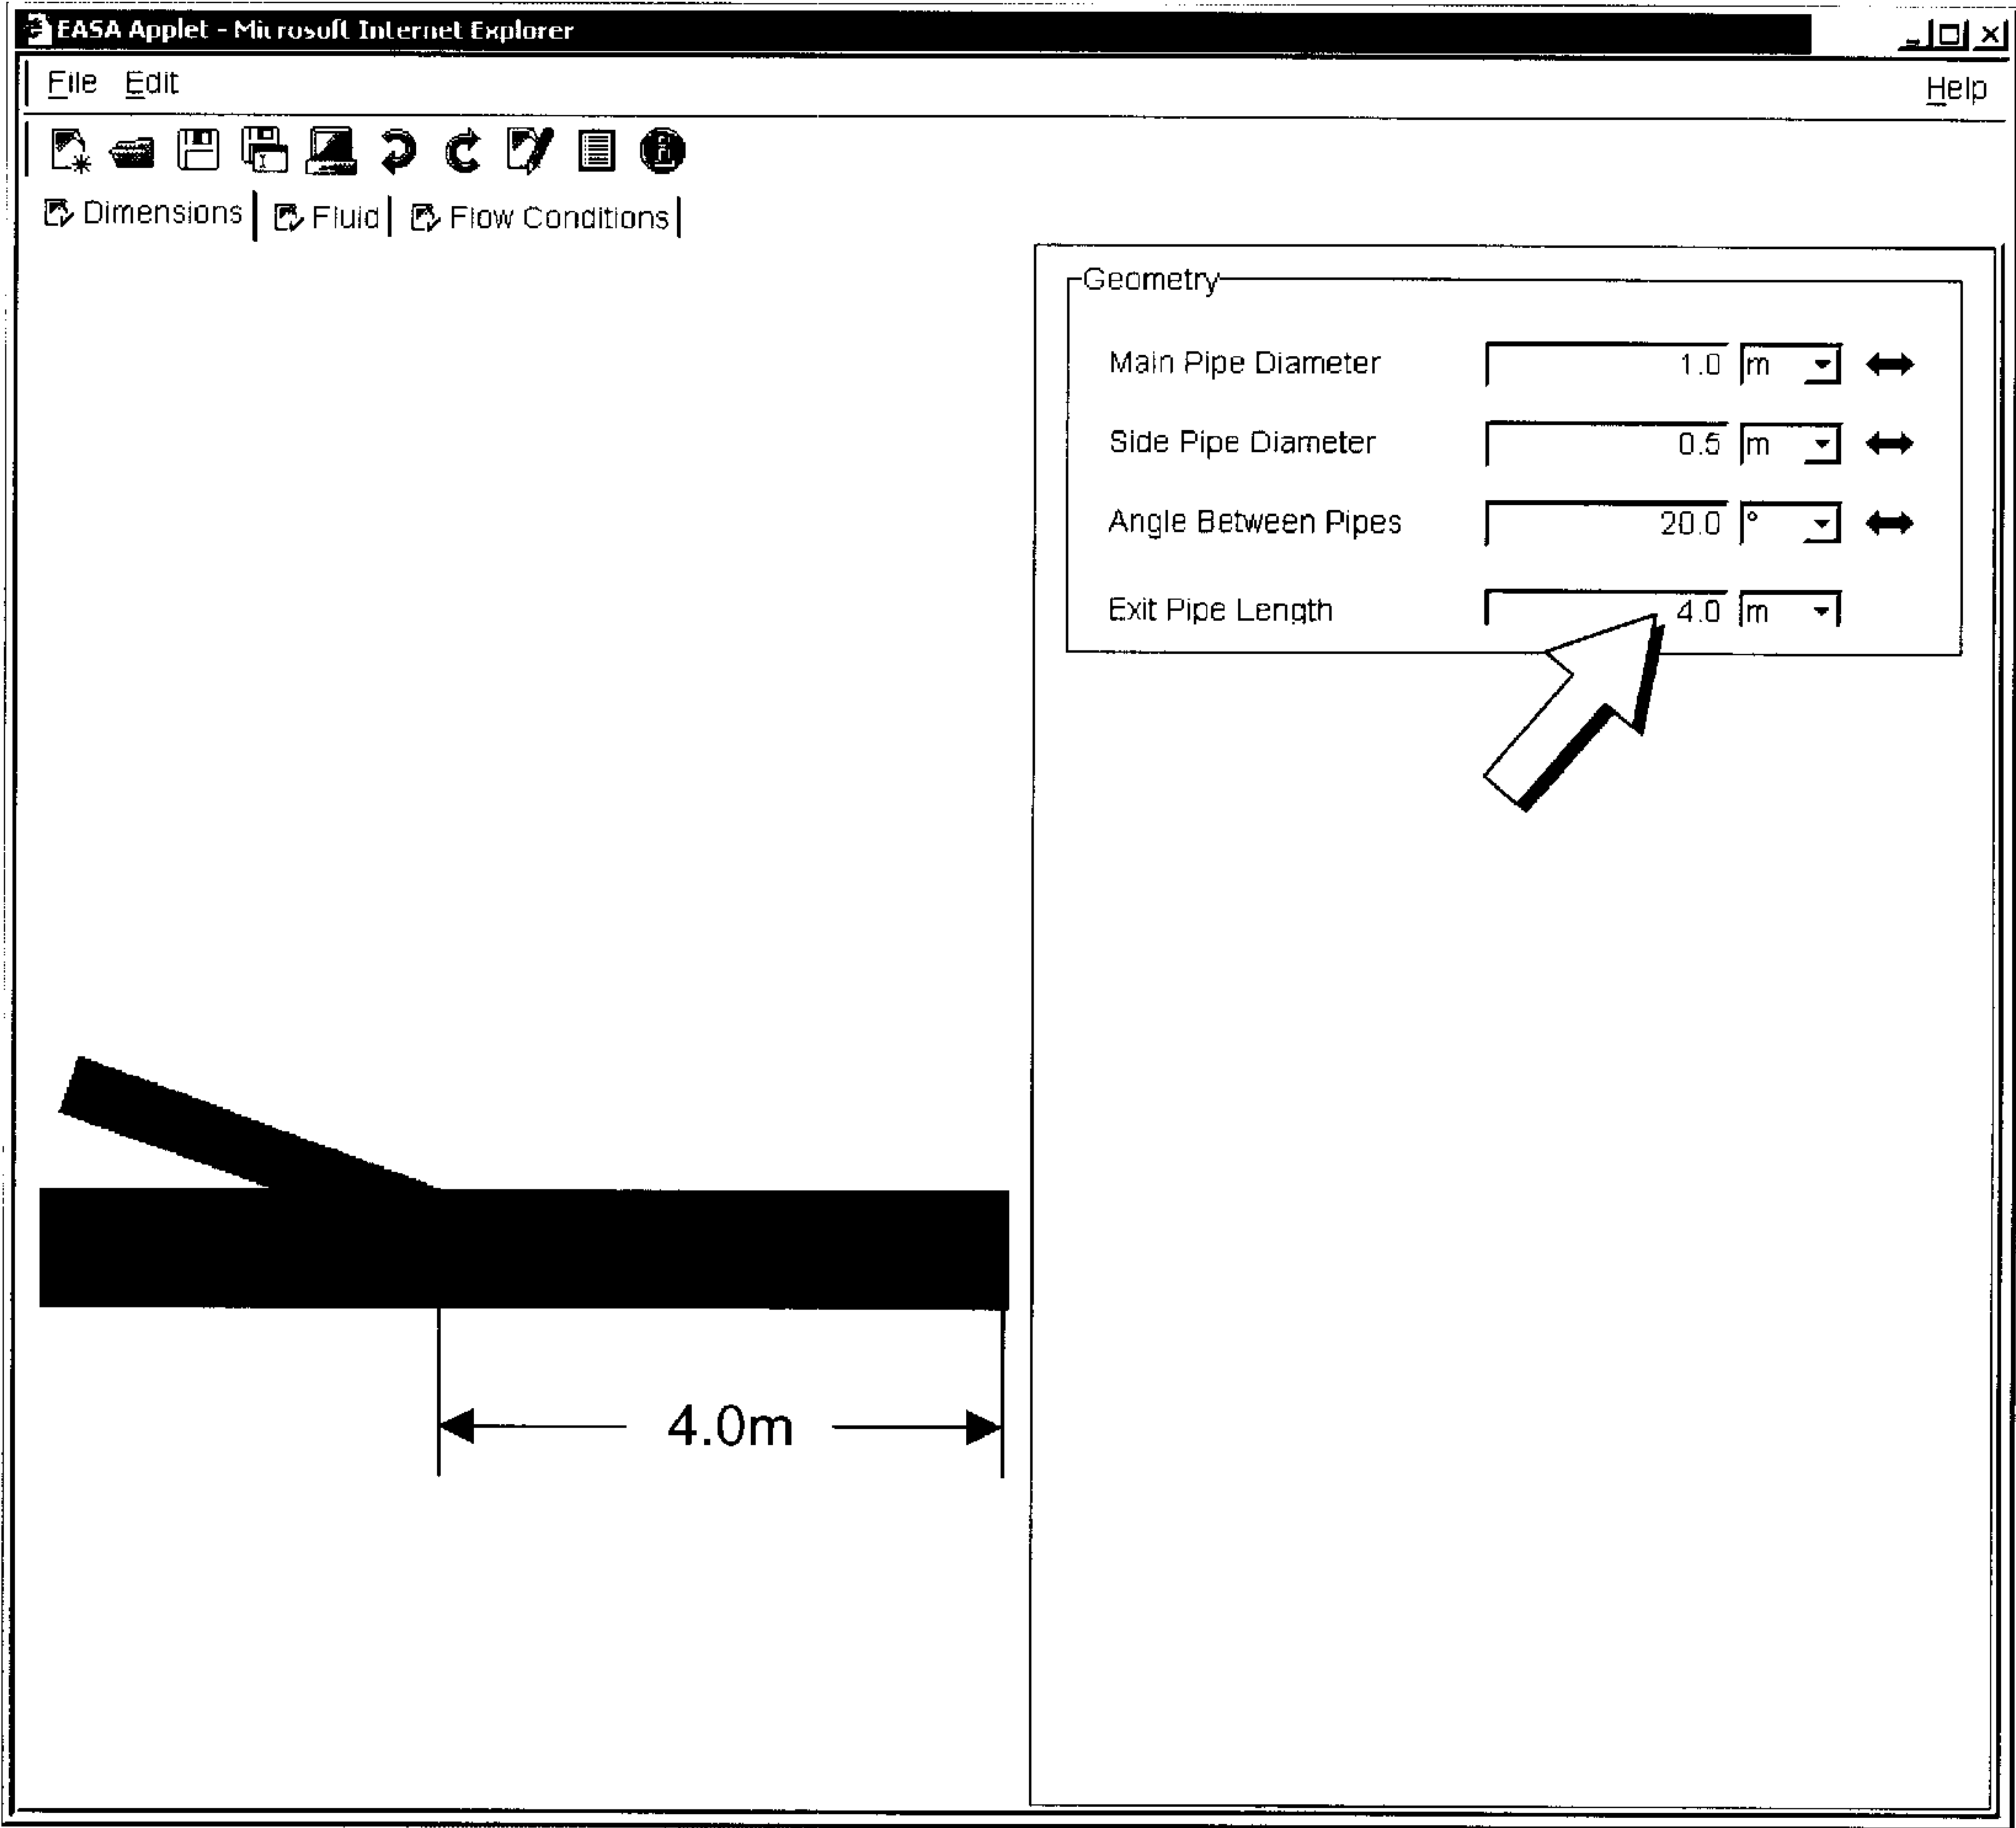 EASA Applet - Microsoft Internet Explorer
File Edit Help
Dimensions Fluid Flow Conditions
Geometry
Main Pipe Diameter 1.0 m
Side Pipe Diameter 0.5 m
Angle Between Pipes 20.0 °
Exit Pipe Length 4.0 m
4.0m